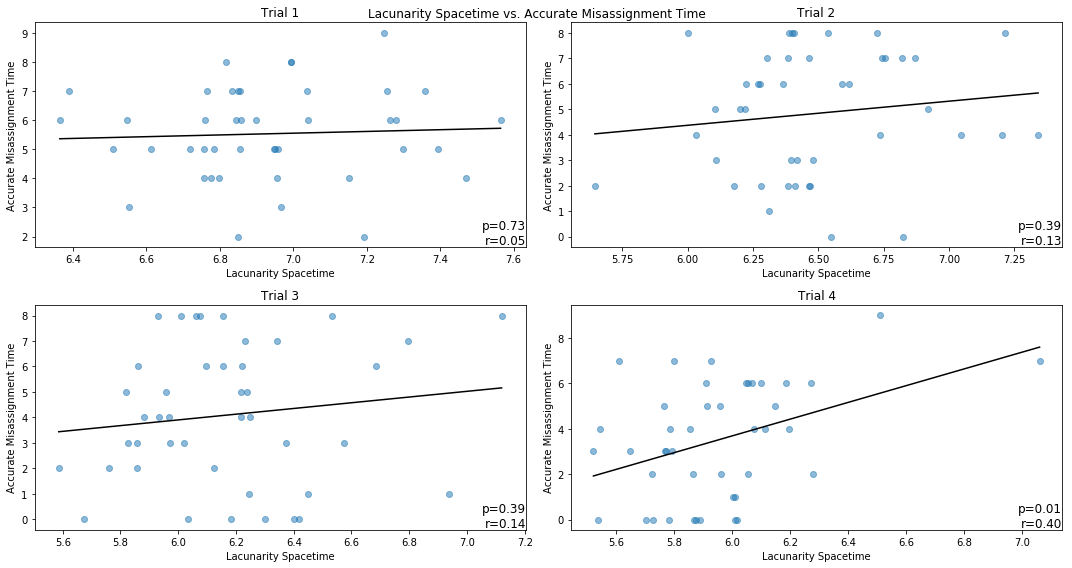 Lacunarity Spacetime vs. Accurate Misassignment Time
Trial 1
Accurate Misassignment Time
9
8
7
6
5
4
3
2
p=0.73
r=0.05
6.4 6.6 6.8 7.0 7.2 7.4 7.6
Lacunarity Spacetime
Trial 2
Accurate Misassignment Time
8
7
6
5
4
3
2
1
0
p=0.39
r=0.13
5.75 6.00 6.25 6.50 6.75 7.00 7.25
Lacunarity Spacetime
Trial 3
Accurate Misassignment Time
8
7
6
5
4
3
2
1
0
p=0.39
r=0.14
5.6 5.8 6.0 6.2 6.4 6.6 6.8 7.0 7.2
Lacunarity Spacetime
Trial 4
Accurate Misassignment Time
8
6
4
2
0
p=0.01
r=0.40
5.6 5.8 6.0 6.2 6.4 6.6 6.8 7.0
Lacunarity Spacetime